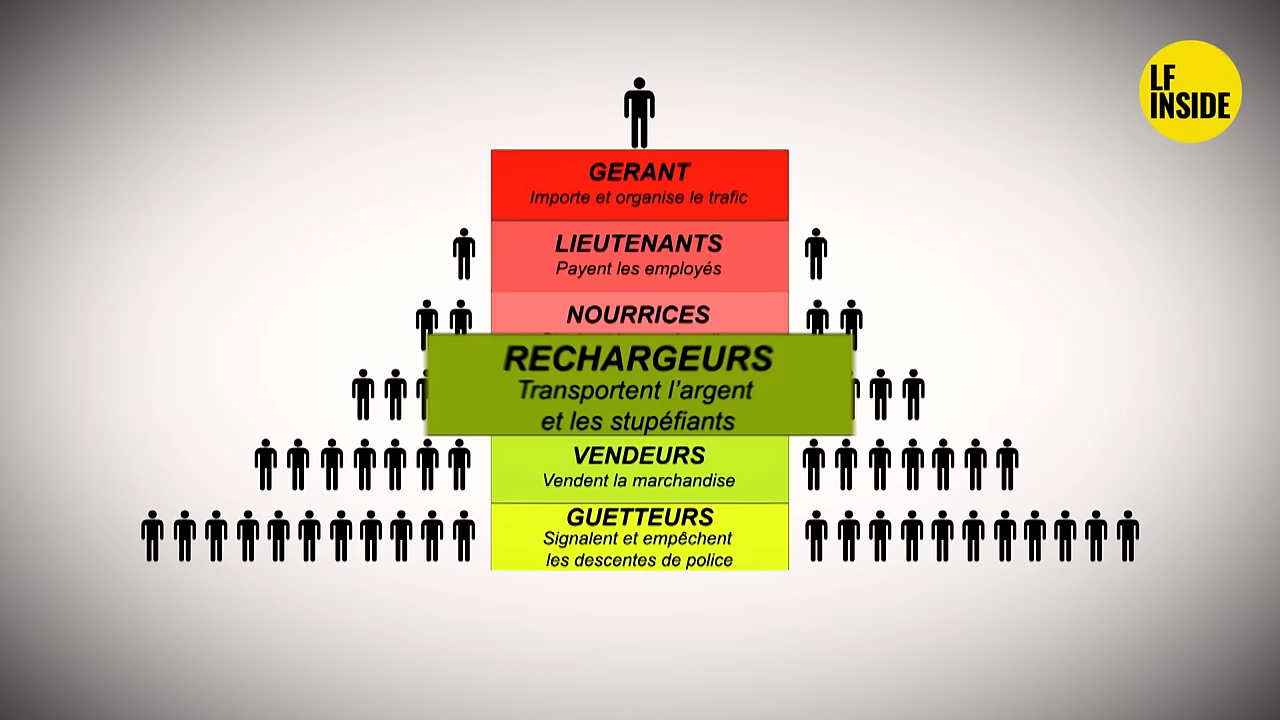 LF
INSIDE
GERANT
Importe et organise le trafic
LIEUTENANTS
Payent les employés
NOURRICES
RECHARGEURS
Transportent l'argent
et les stupéfiants
VENDEURS
Vendent la marchandise
GUETTEURS
Signalent et empêchent
les descentes de police